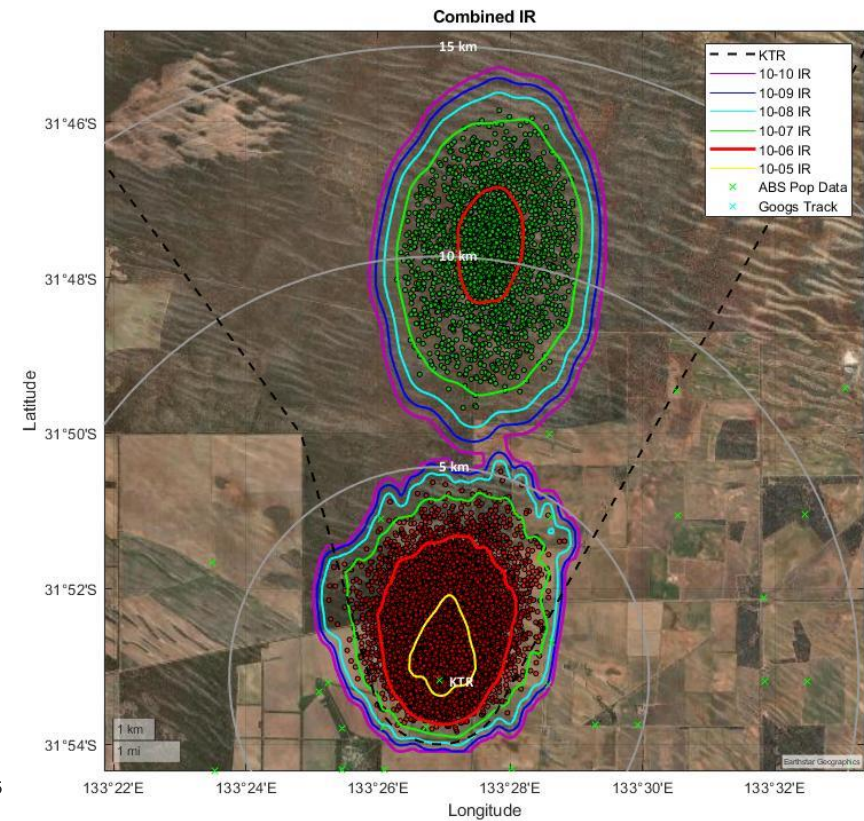 Combined IR
15 km
KTR
10-10 IR
10-09 IR
10-08 IR
10-07 IR
10-06 IR
10-05 IR
ABS Pop Data
Googs Track
31°46'S
10 km
31°48'S
Latitude
31°50'S
5 km
31°52'S
KTR
1 km
1 mi
31°54'S
Earthstar Geographics
133°22'E
133°24'E
133°26'E
133°28'E
133°30'E
133°32'E
Longitude